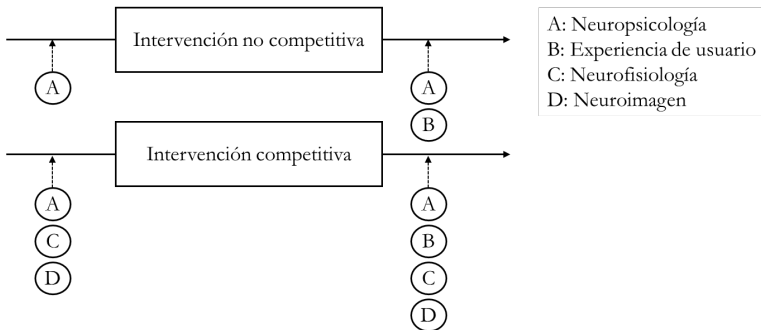 Intervención no competitiva
A
A
B
Intervención competitiva
A
C
D
A
B
C
D
A: Neuropsicología
B: Experiencia de usuario
C: Neurofisiología
D: Neuroimagen